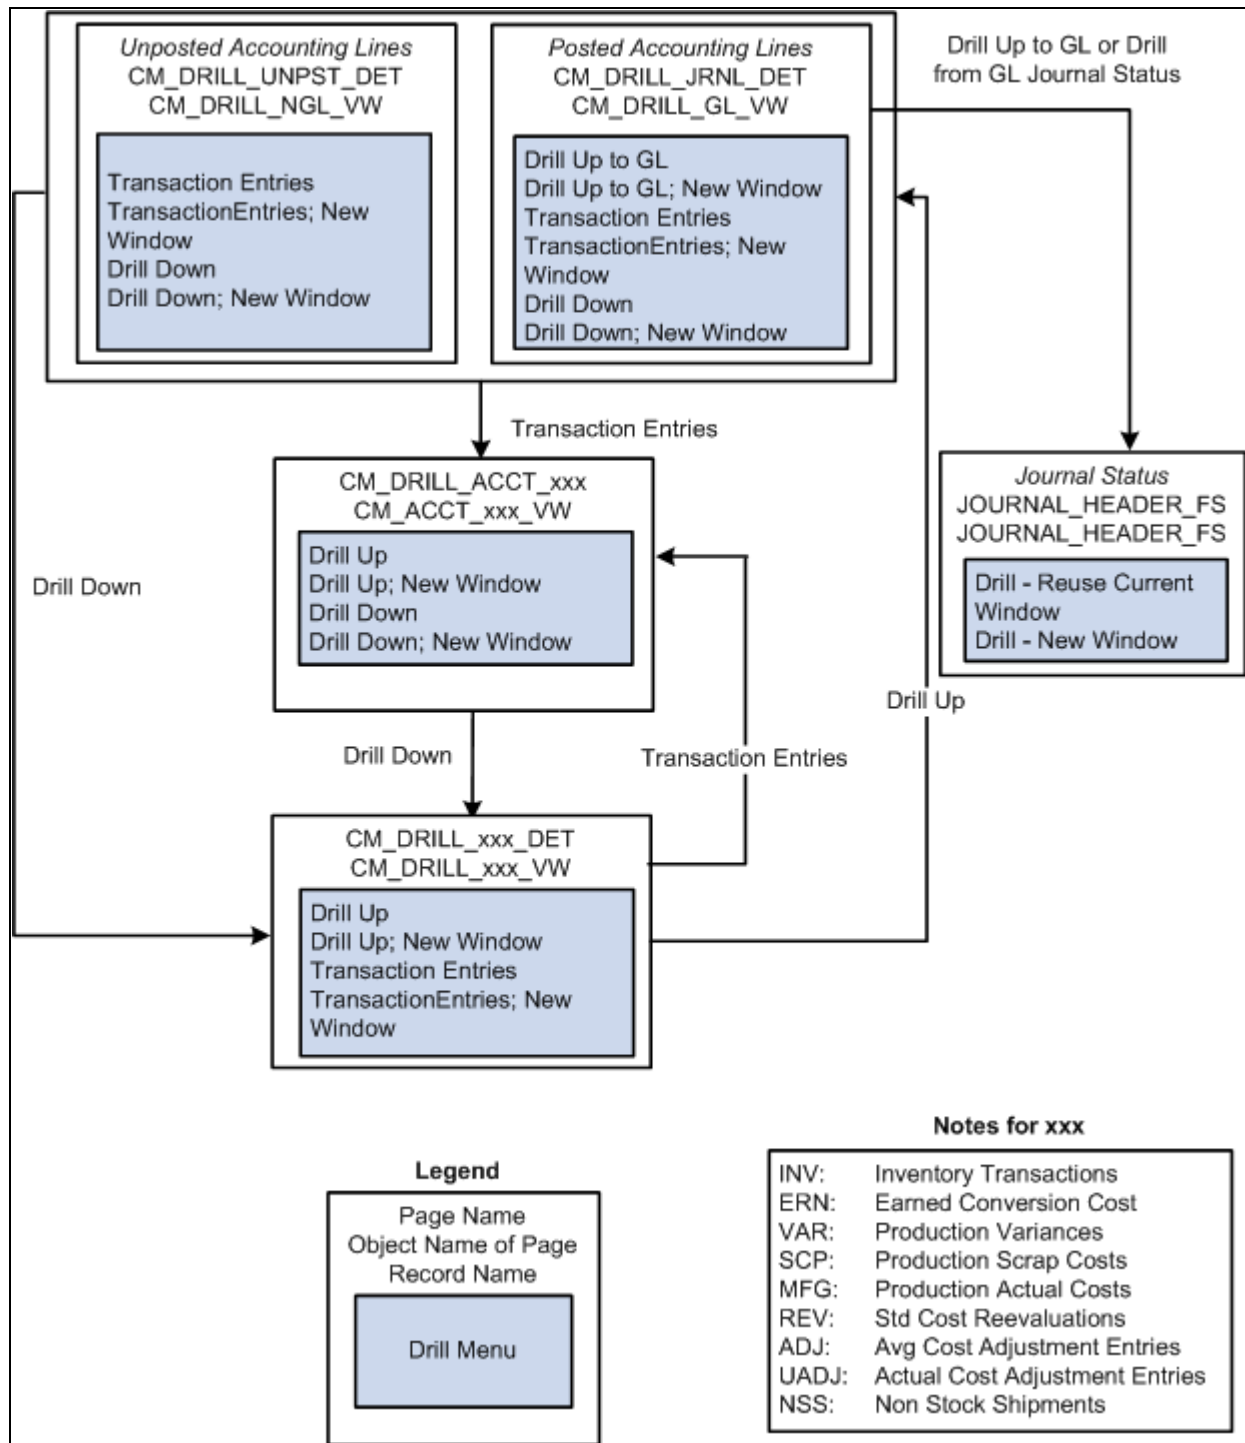 Unposted Accounting Lines
CM_DRILL_UNPST_DET
CM_DRILL_NGL_VW
Transaction Entries
TransactionEntries; New
Window
Drill Down
Drill Down; New Window
Posted Accounting Lines
CM_DRILL_JRNL_DET
CM_DRILL_GL_VW
Drill Up to GL
Drill Up to GL; New Window
Transaction Entries
TransactionEntries; New
Window
Drill Down
Drill Down; New Window
Drill Up to GL or Drill
from GL Journal Status
Transaction Entries
CM_DRILL_ACCT_xxx
CM_ACCT_xxx_VW
Drill Up
Drill Up; New Window
Drill Down
Drill Down; New Window
Journal Status
JOURNAL_HEADER_FS
JOURNAL_HEADER_FS
Drill - Reuse Current
Window
Drill - New Window
Drill Down
Drill Up
Drill Down
Transaction Entries
CM_DRILL_xxx_DET
CM_DRILL_xxx_VW
Drill Up
Drill Up; New Window
Transaction Entries
TransactionEntries; New
Window
Legend
Page Name
Object Name of Page
Record Name
Drill Menu
Notes for xxx
INV: Inventory Transactions
ERN: Earned Conversion Cost
VAR: Production Variances
SCP: Production Scrap Costs
MFG: Production Actual Costs
REV: Std Cost Reevaluations
ADJ: Avg Cost Adjustment Entries
UADJ: Actual Cost Adjustment Entries
NSS: Non Stock Shipments